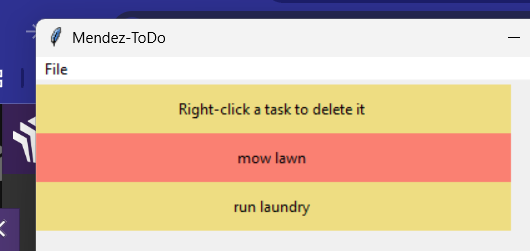 Mendez-ToDo
File
Right-click a task to delete it
mow lawn
run laundry